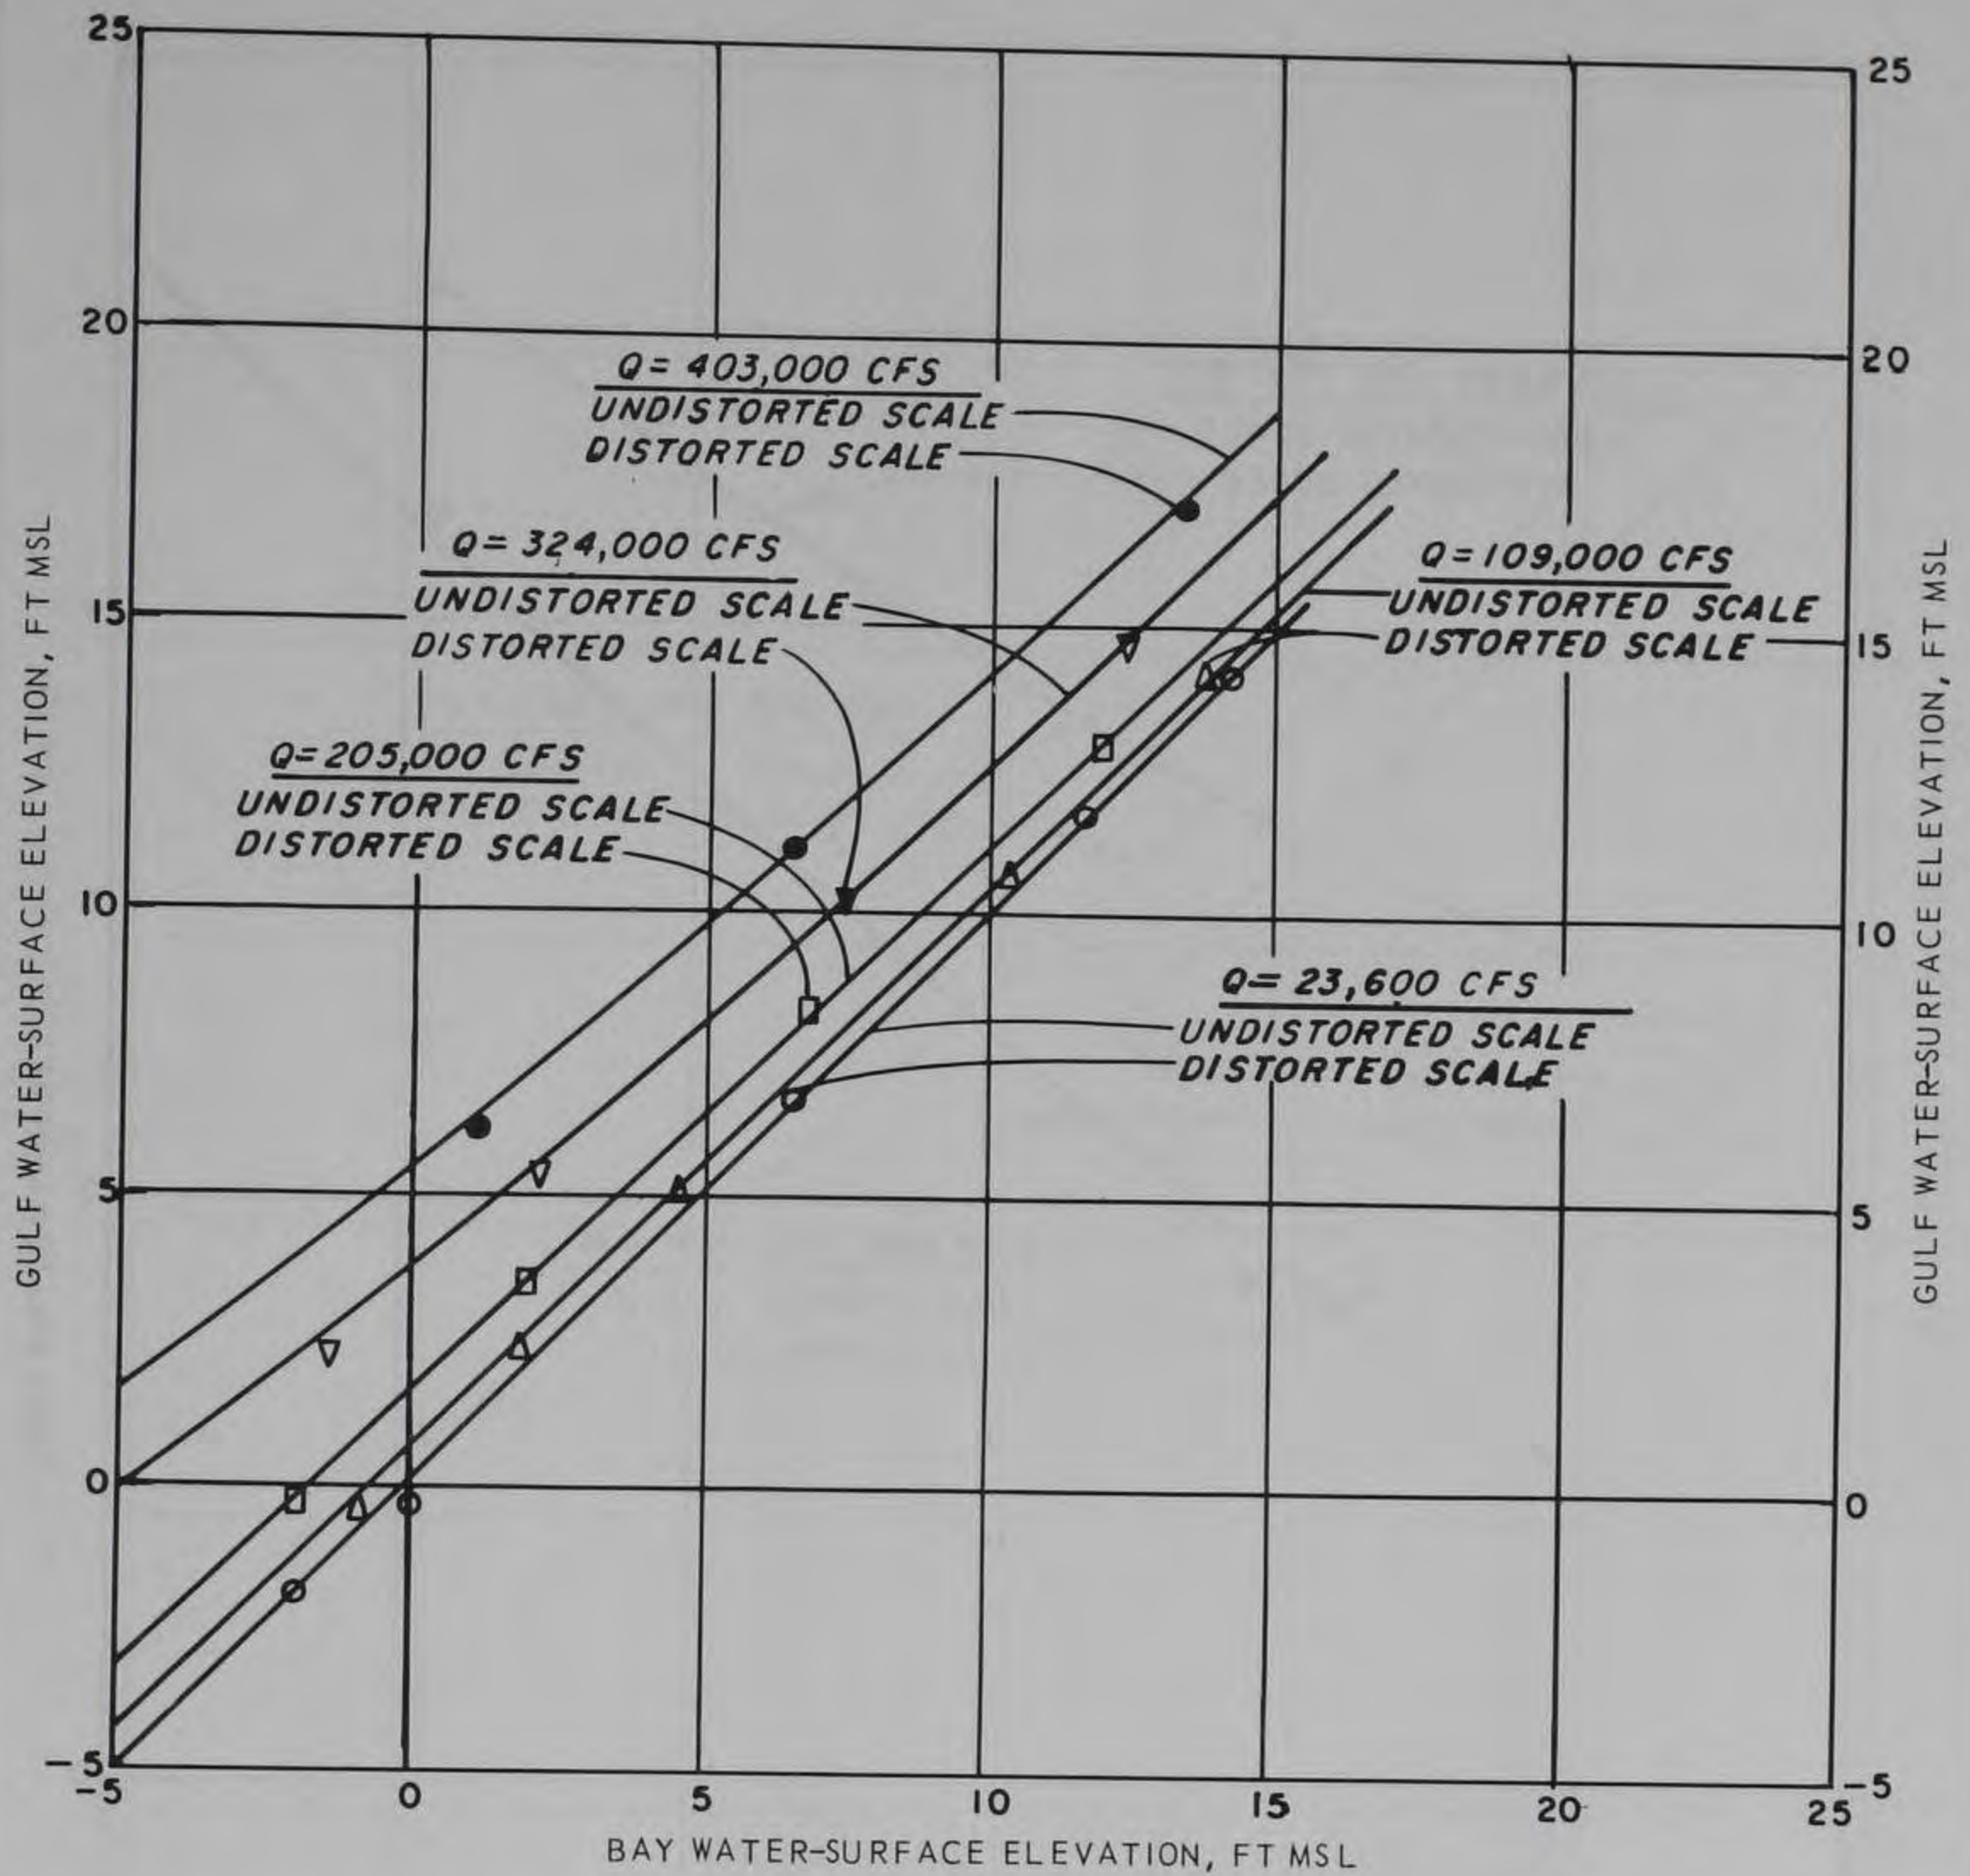 25
20
15
10
5
0
-5
GULF WATER-SURFACE ELEVATION, FT MSL
Q= 403,000 CFS
UNDISTORTED SCALE
DISTORTED SCALE
Q= 324,000 CFS
UNDISTORTED SCALE
DISTORTED SCALE
Q=205,000 CFS
UNDISTORTED SCALE
DISTORTED SCALE
Q=109,000 CFS
UNDISTORTED SCALE
DISTORTED SCALE
Q= 23,600 CFS
UNDISTORTED SCALE
DISTORTED SCALE
25
20
15
10
5
0
-5
GULF WATER-SURFACE ELEVATION, FT MSL
-5 0 5 10 15 20 25
BAY WATER-SURFACE ELEVATION, FT MSL